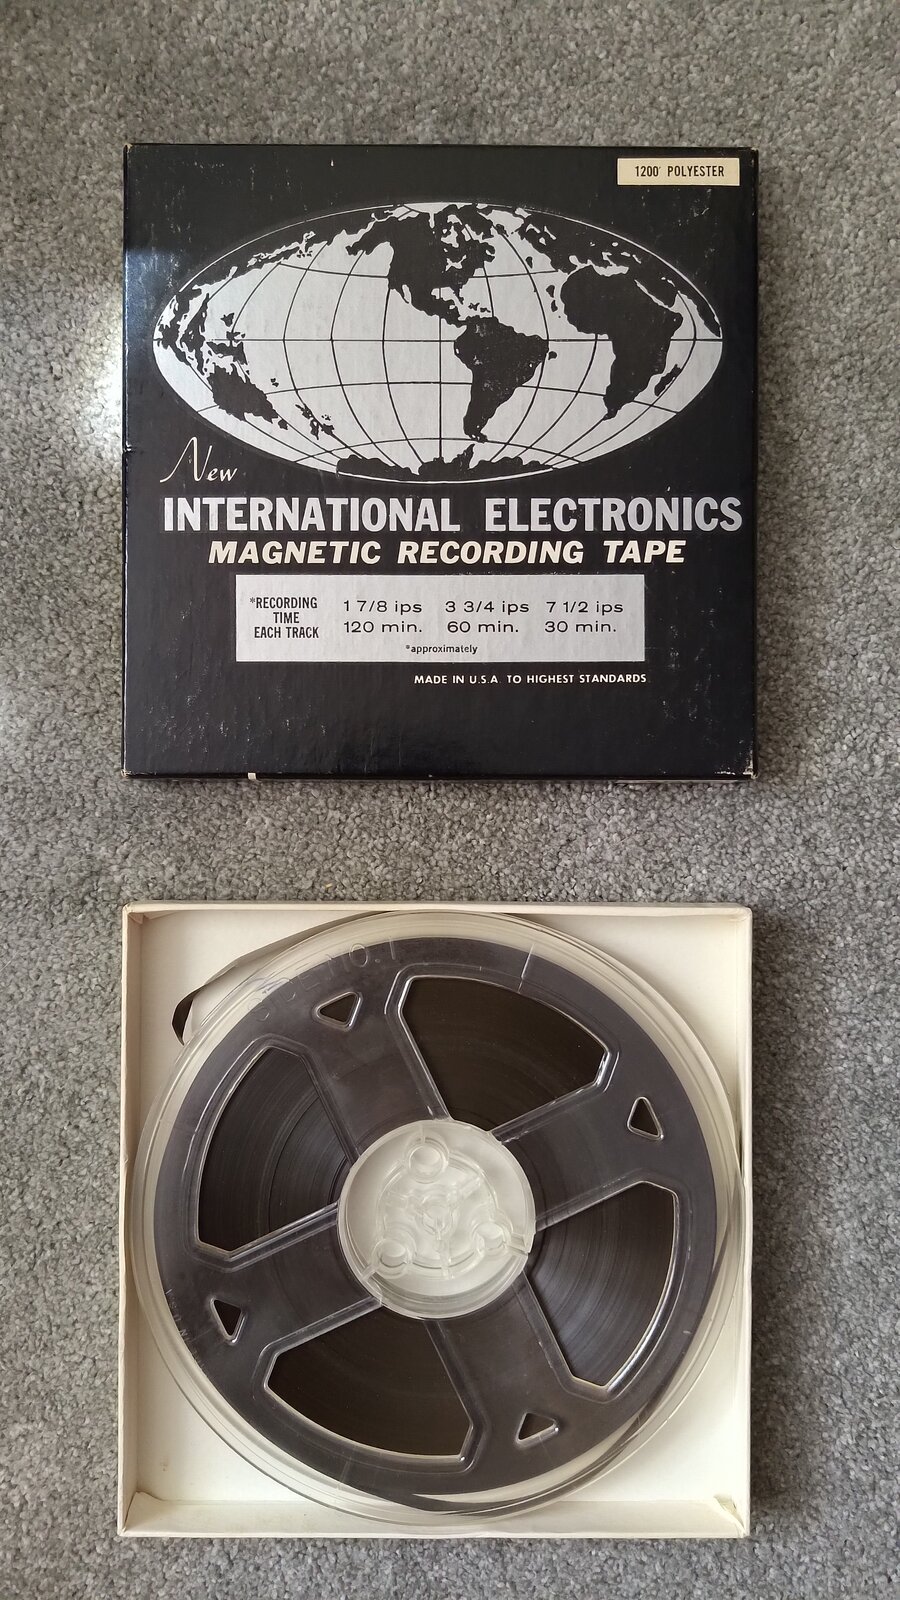 1200' POLYESTER
New
INTERNATIONAL ELECTRONICS
MAGNETIC RECORDING TAPE
*RECORDING TIME EACH TRACK
1 7/8 ips 3 3/4 ips 7 1/2 ips
120 min. 60 min. 30 min.
*approximately
MADE IN U.S.A. TO HIGHEST STANDARDS